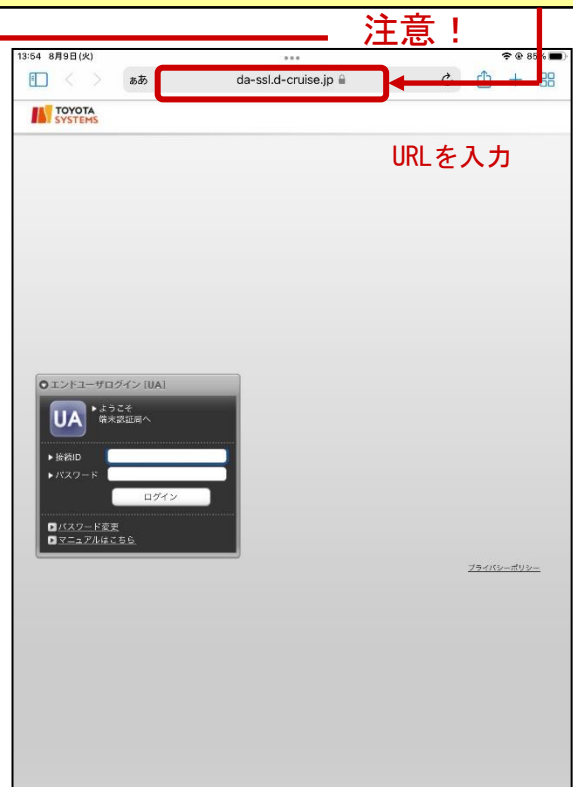 注意！
13:54 8月9日(火)
85%
ああ
da-ssl.d-cruise.jp
TOYOTA
SYSTEMS
URLを入力
エンドユーザログイン [UA]
UA
ようこそ
端末認証局へ
接続ID
パスワード
ログイン
パスワード変更
マニュアルはこちら
プライバシーポリシー